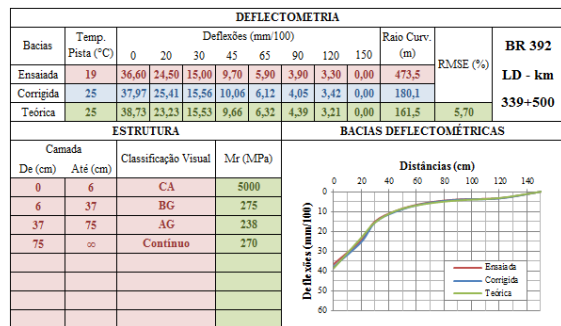 DEFLECTOMETRIA
Bacias Temp. Pista (°C) Deflexões (mm/100) Raio Curv. (m) RMSE (%) BR 392 LD - km 339+500
0 20 30 45 65 90 120 150
Ensaiada 19 36,60 24,50 15,00 9,70 5,90 3,90 3,30 0,00 473,5
Corrigida 25 37,97 25,41 15,56 10,06 6,12 4,05 3,42 0,00 180,1
Teórica 25 38,73 23,23 15,53 9,66 6,32 4,39 3,21 0,00 161,5 5,70
ESTRUTURA BACIAS DEFLECTOMÉTRICAS
Camada Classificação Visual Mr (MPa)
De (cm) Até (cm)
0 6 CA 5000
6 37 BG 275
37 75 AG 238
75 ∞ Contínuo 270
Distâncias (cm)
0 20 40 60 80 100 120 140
Deflexões (mm/100)
0
10
20
30
40
50
60
Ensaiada
Corrigida
Teórica